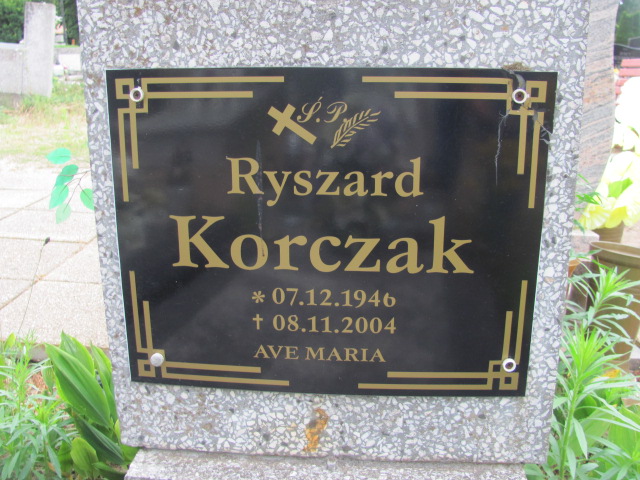 Ś.P.
Ryszard
Korczak
* 07.12.1946
† 08.11.2004
AVE MARIA